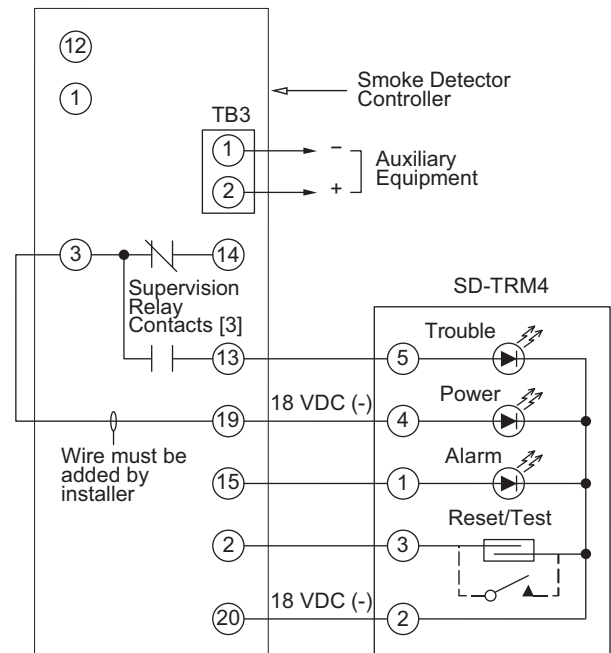 12
1
Smoke Detector
Controller
TB3
1
−
2
+
Auxiliary
Equipment
3
14
Supervision
Relay
Contacts [3]
13
SD-TRM4
Trouble
5
19
18 VDC (-)
4
Power
Wire must be
added by
installer
15
1
Alarm
2
3
Reset/Test
20
18 VDC (-)
2